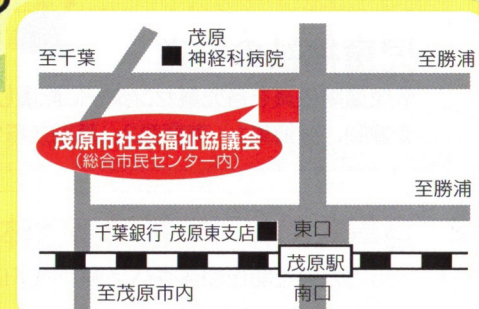 茂原
神経科病院
至千葉
至勝浦
茂原市社会福祉協議会
(総合市民センター内)
至勝浦
千葉銀行 茂原東支店
東口
茂原駅
至茂原市内
南口